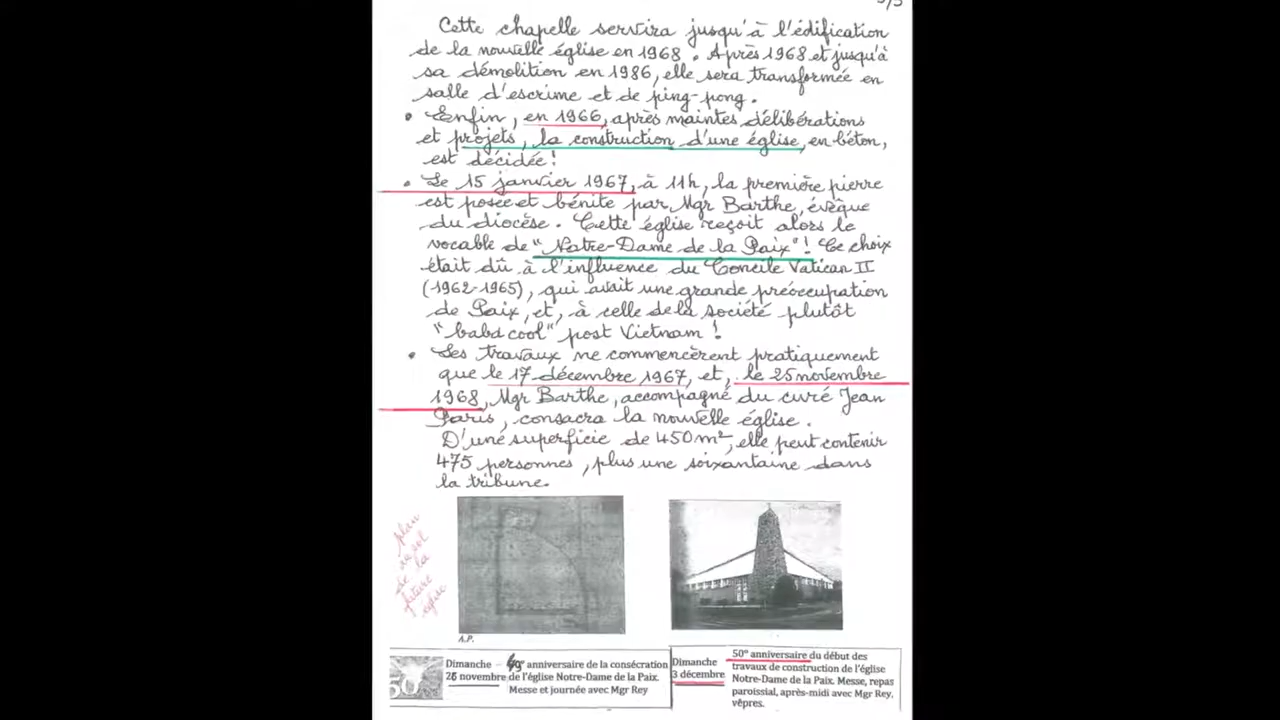 3/3
Cette chapelle servira jusqu'à l'édification
de la nouvelle église en 1968. Après 1968 et jusqu'à
sa démolition en 1986, elle sera transformée en
salle d'escrime et de ping-pong.
• Enfin, en 1966, après maintes délibérations
et projets, la construction d'une église, en béton,
est décidée !
• Le 15 janvier 1967, à 11h, la première pierre
est posée et bénite par Mgr Barthe, évêque
du diocèse. Cette église reçoit alors le
vocable de "Notre-Dame de la Paix" ! Ce choix
était dû à l'influence du Concile Vatican II
(1962-1965), qui avait une grande préoccupation
de Paix, et, à celle de la société plutôt
"baba cool" post Vietnam !
• Les travaux ne commencèrent pratiquement
que le 17 décembre 1967, et, le 25 novembre
1968, Mgr Barthe, accompagné du curé Jean
Paris, consacra la nouvelle église.
D'une superficie de 450 m², elle peut contenir
475 personnes, plus une soixantaine dans
la tribune.
plan
au sol
de la
future
église
A.P.
50
Dimanche - 49e anniversaire de la consécration
26 novembre de l'église Notre-Dame de la Paix.
Messe et journée avec Mgr Rey
Dimanche
3 décembre
50e anniversaire du début des
travaux de construction de l'église
Notre-Dame de la Paix. Messe, repas
paroissial, après-midi avec Mgr Rey,
vêpres.